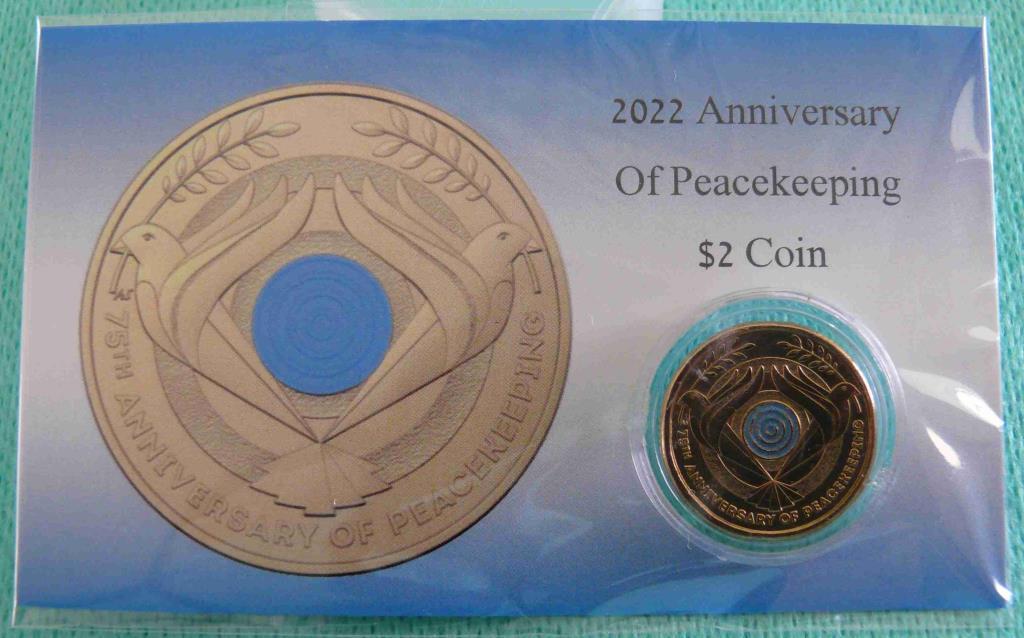 2022 Anniversary
Of Peacekeeping
$2 Coin
75TH ANNIVERSARY OF PEACEKEEPING
75TH ANNIVERSARY OF PEACEKEEPING